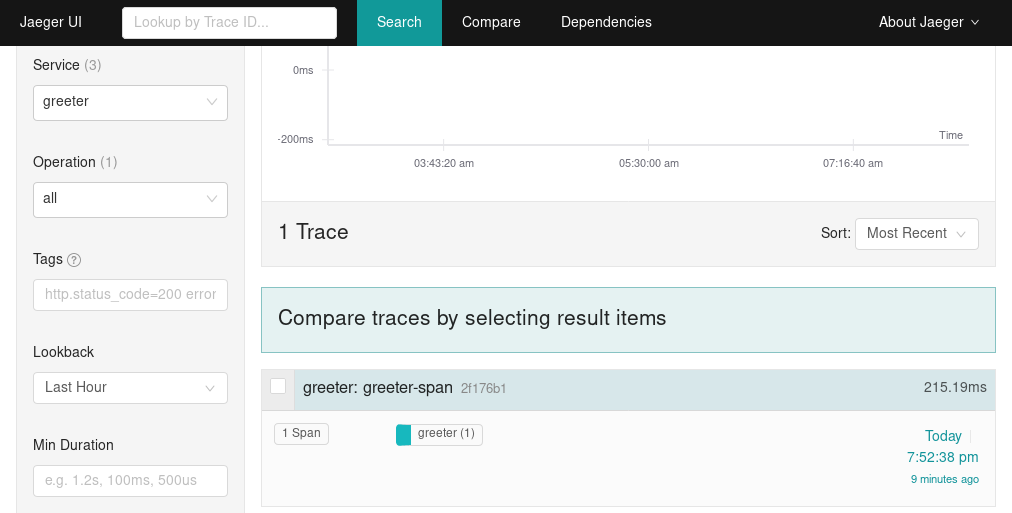 Jaeger UI
Lookup by Trace ID...
Search
Compare
Dependencies
About Jaeger
Service (3)
greeter
Operation (1)
all
Tags ?
http.status_code=200 error
Lookback
Last Hour
Min Duration
e.g. 1.2s, 100ms, 500us
0ms
-200ms
Time
03:43:20 am
05:30:00 am
07:16:40 am
1 Trace
Sort: Most Recent
Compare traces by selecting result items
greeter: greeter-span 2f176b1
215.19ms
1 Span
greeter (1)
Today
7:52:38 pm
9 minutes ago